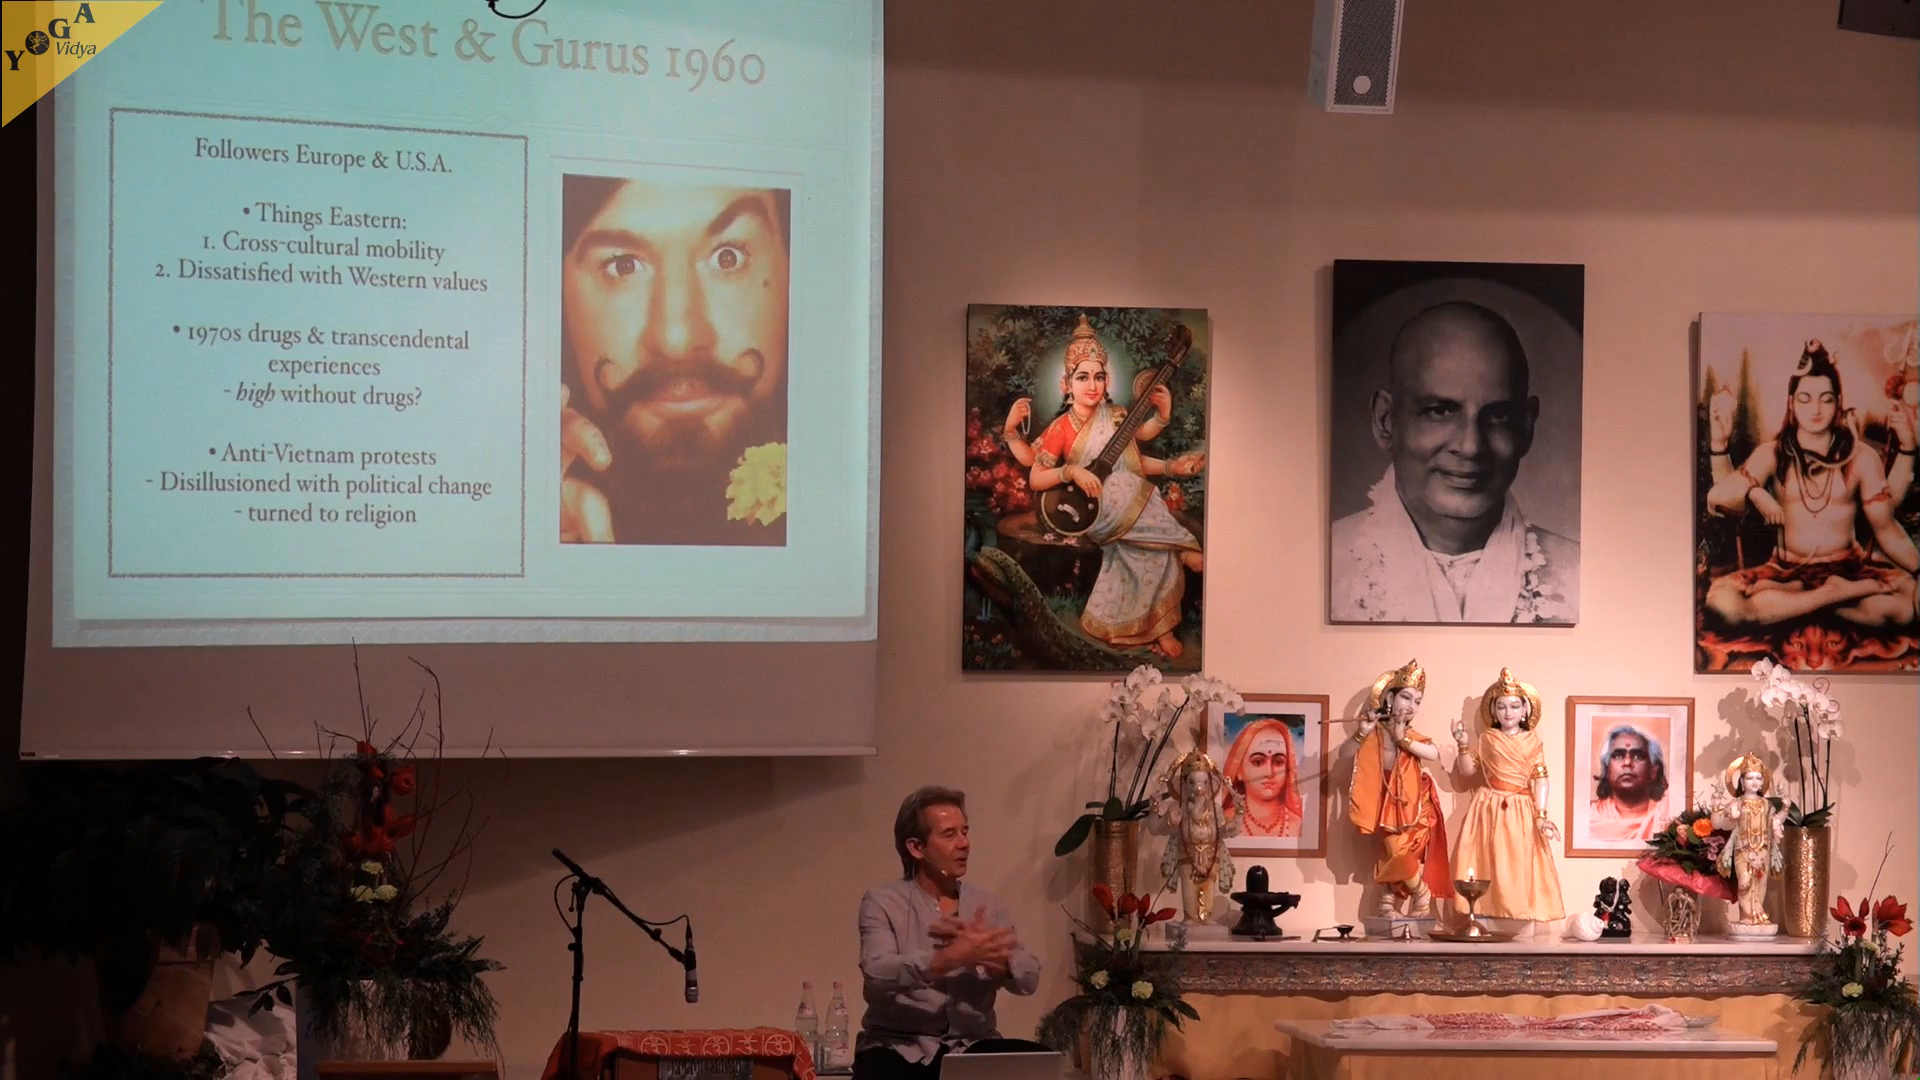 YOGA
Vidya
The West & Gurus 1960
Followers Europe & U.S.A.
• Things Eastern:
1. Cross-cultural mobility
2. Dissatisfied with Western values
• 1970s drugs & transcendental
experiences
- high without drugs?
• Anti-Vietnam protests
- Disillusioned with political change
- turned to religion